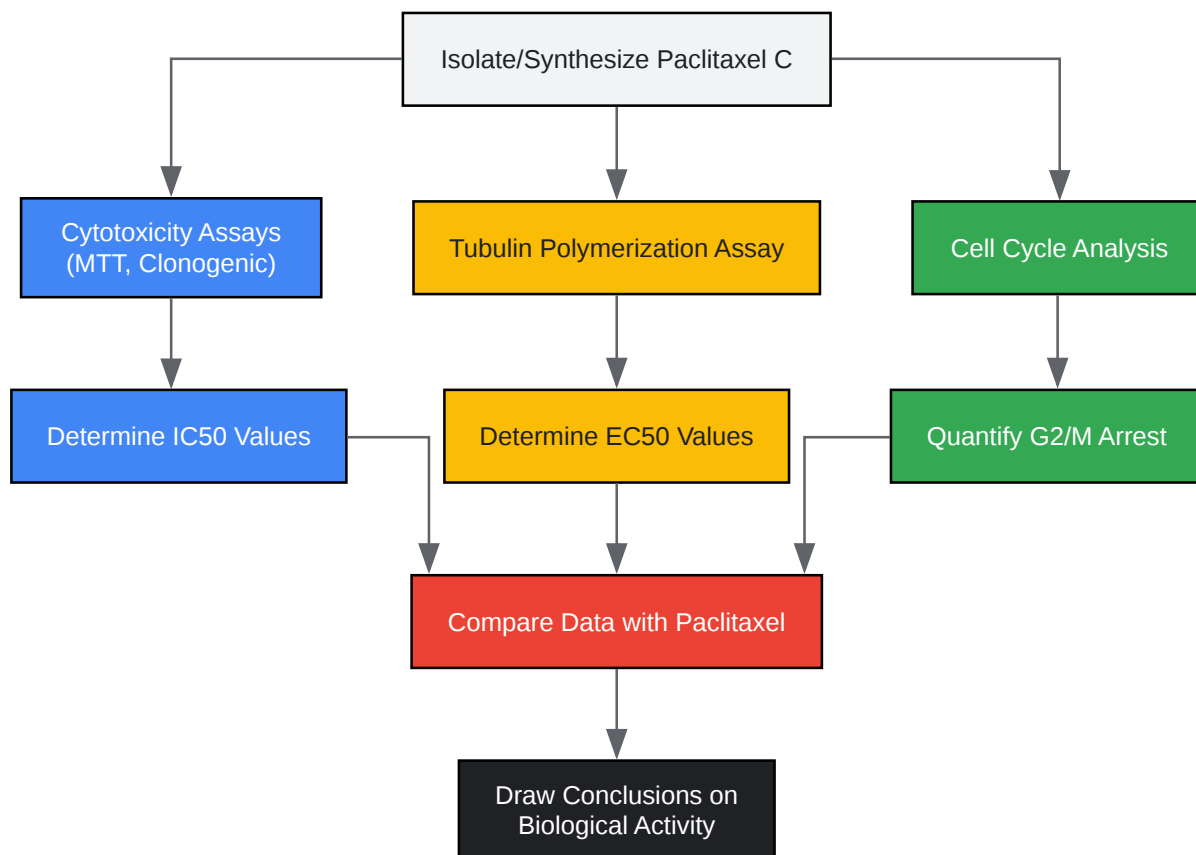 Isolate/Synthesize Paclitaxel C
Cytotoxicity Assays
(MTT, Clonogenic)
Tubulin Polymerization Assay
Cell Cycle Analysis
Determine IC50 Values
Determine EC50 Values
Quantify G2/M Arrest
Compare Data with Paclitaxel
Draw Conclusions on
Biological Activity